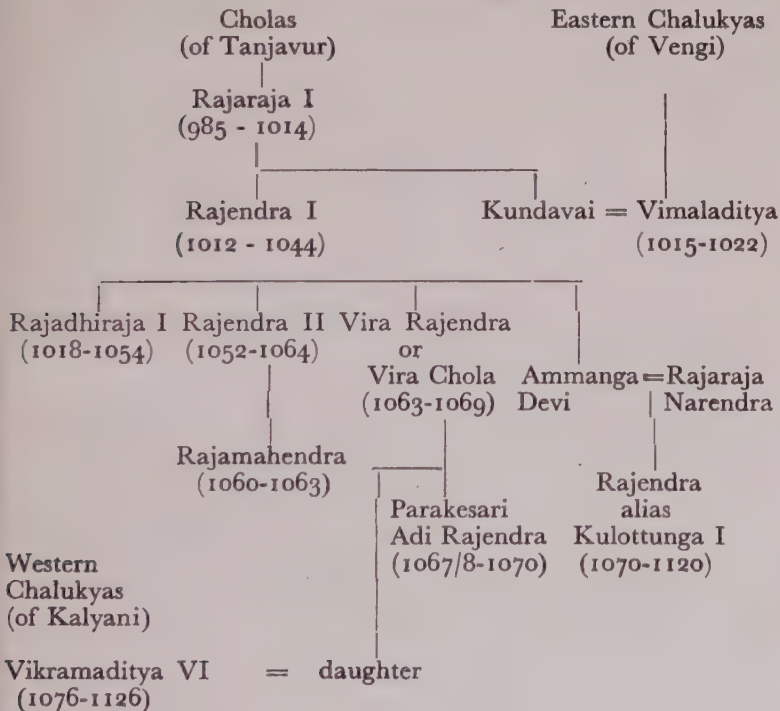 Cholas Eastern Chalukyas
(of Tanjavur) (of Vengi)
Rajaraja I
(985 - 1014)
Rajendra I Kundavai = Vimaladitya
(1012 - 1044) (1015-1022)
Rajadhiraja I Rajendra II Vira Rajendra
(1018-1054) (1052-1064) or
Vira Chola Ammanga=Rajaraja
(1063-1069) Devi Narendra
Rajamahendra Rajendra
(1060-1063) alias
Parakesari Kulottunga I
Adi Rajendra (1070-1120)
(1067/8-1070)
Western
Chalukyas
(of Kalyani)
Vikramaditya VI = daughter
(1076-1126)